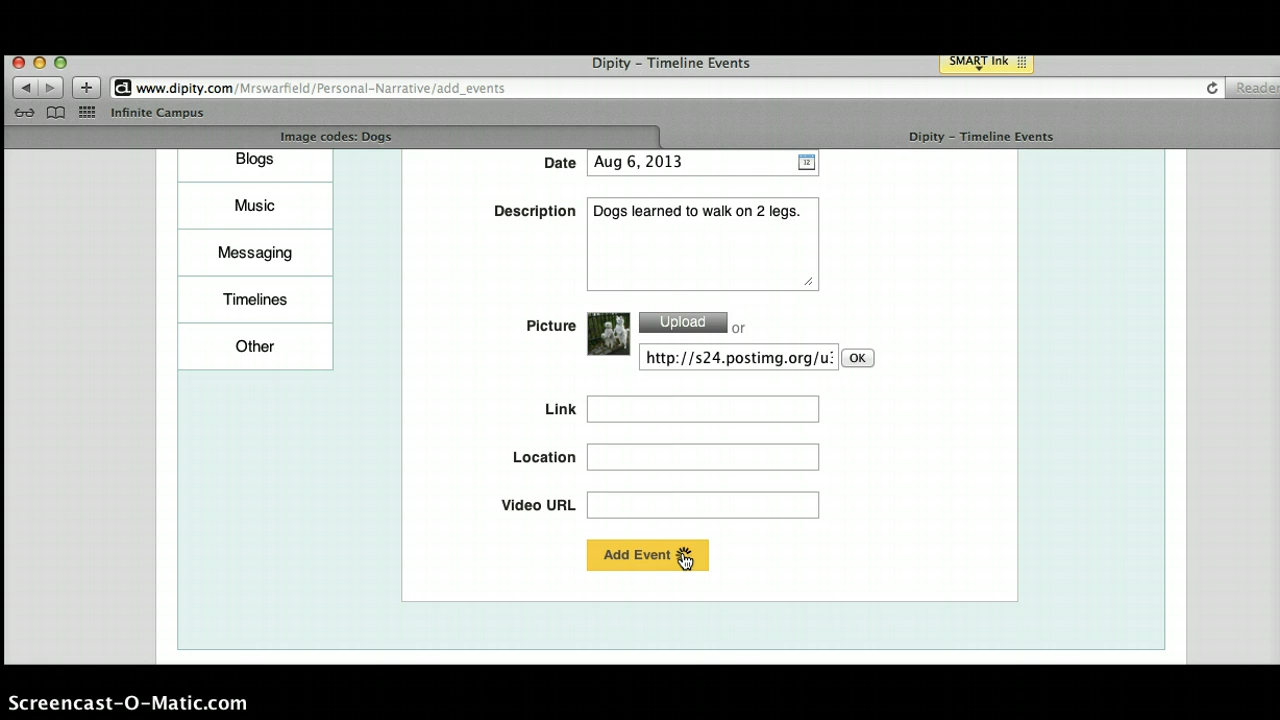 Dipity – Timeline Events
SMART Ink
www.dipity.com/Mrswarfield/Personal-Narrative/add_events
Reader
Infinite Campus
Image codes: Dogs
Dipity – Timeline Events
Blogs
Music
Messaging
Timelines
Other
Date
Aug 6, 2013
12
Description
Dogs learned to walk on 2 legs.
Picture
Upload
or
http://s24.postimg.org/u
OK
Link
Location
Video URL
Add Event
Screencast-O-Matic.com